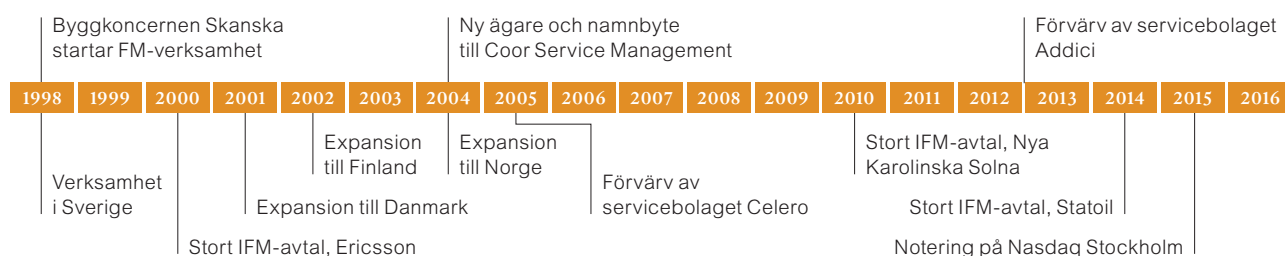 Byggkoncernen Skanska
startar FM-verksamhet
Ny ägare och namnbyte
till Coor Service Management
Förvärv av servicebolaget
Addici
1998 1999 2000 2001 2002 2003 2004 2005 2006 2007 2008 2009 2010 2011 2012 2013 2014 2015 2016
Expansion
till Finland
Expansion
till Norge
Stort IFM-avtal, Nya
Karolinska Solna
Verksamhet
i Sverige
Expansion till Danmark
Förvärv av
servicebolaget Celero
Stort IFM-avtal, Statoil
Stort IFM-avtal, Ericsson
Notering på Nasdaq Stockholm